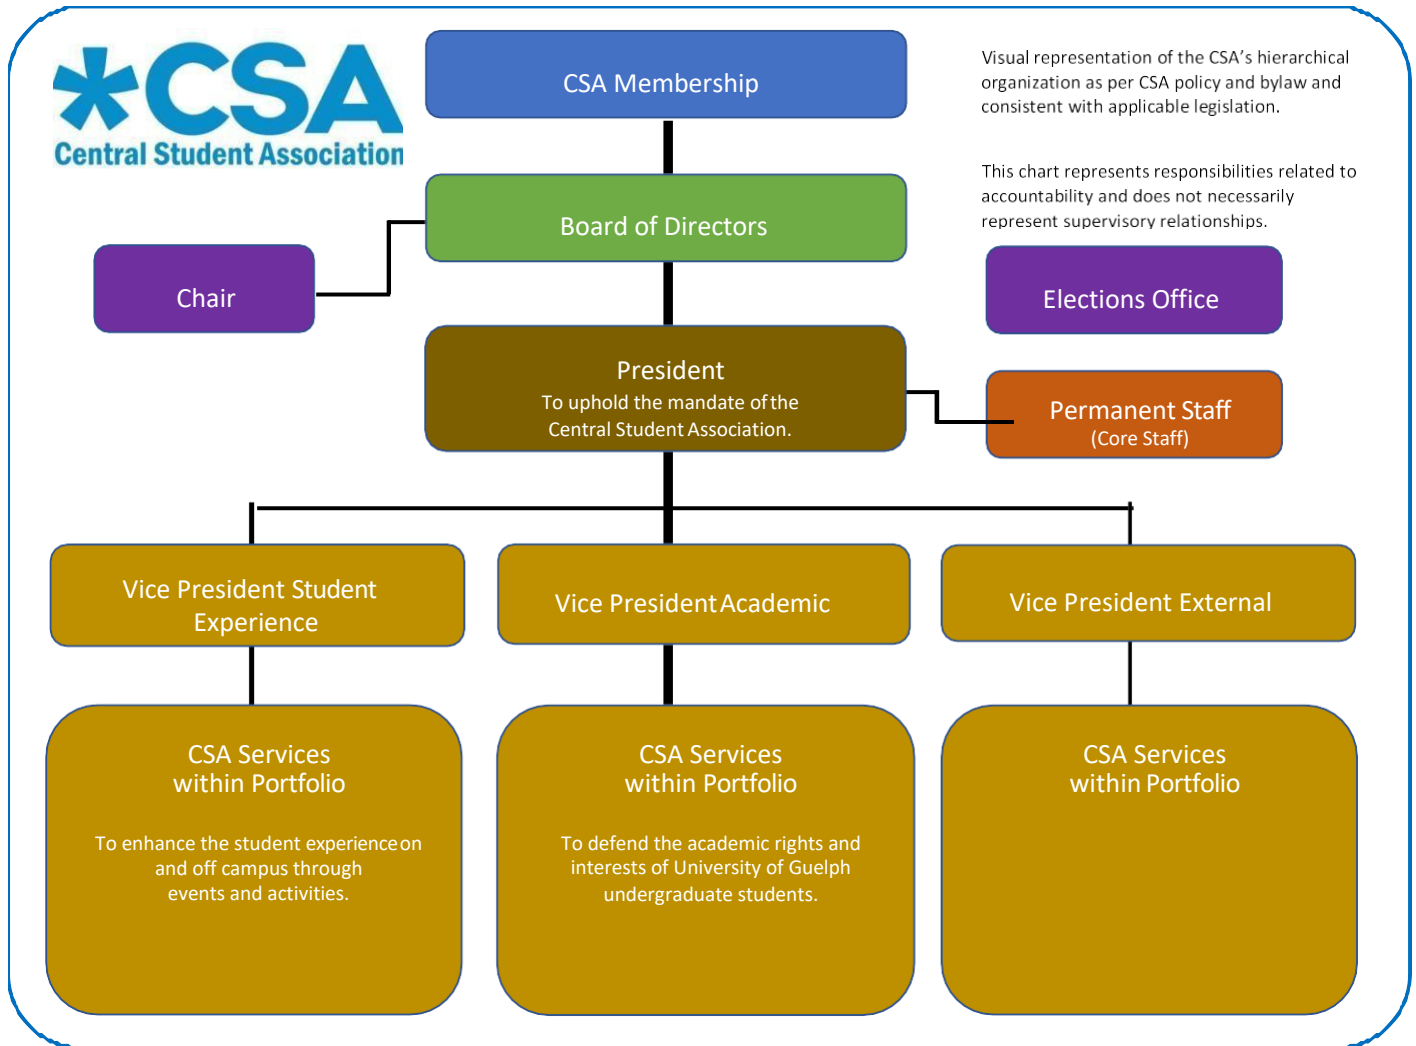 *CSA
Central Student Association
CSA Membership
Visual representation of the CSA's hierarchical
organization as per CSA policy and bylaw and
consistent with applicable legislation.
This chart represents responsibilities related to
accountability and does not necessarily
represent supervisory relationships.
Board of Directors
Chair
Elections Office
President
To uphold the mandate of the
Central Student Association.
Permanent Staff
(Core Staff)
Vice President Student
Experience
Vice President Academic
Vice President External
CSA Services
within Portfolio
To enhance the student experience on
and off campus through
events and activities.
CSA Services
within Portfolio
To defend the academic rights and
interests of University of Guelph
undergraduate students.
CSA Services
within Portfolio